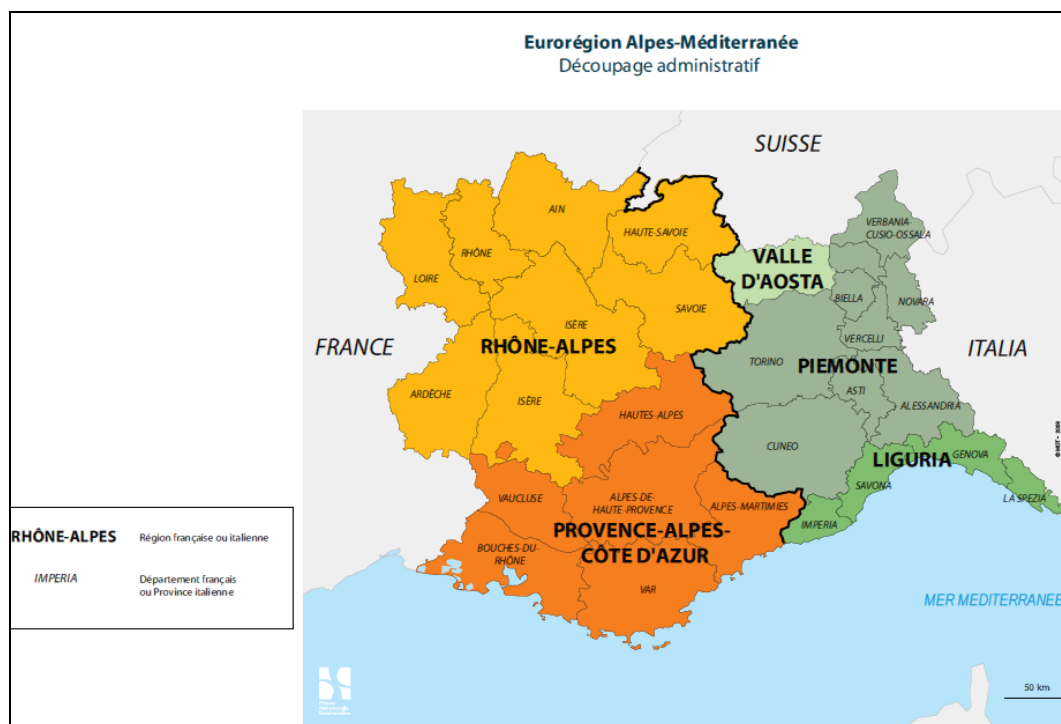 Eurorégion Alpes-Méditerranée
Découpage administratif
SUISSE
VERBANIA-
CUSIO-OSSALA
AIN
HAUTE-SAVOIE
RHÔNE
VALLE
D'AOSTA
LOIRE
BIELLA
NOVARA
SAVOIE
ISÈRE
VERCELLI
FRANCE
RHÔNE-ALPES
ITALIA
TORINO
PIEMONTE
ARDÈCHE
ISÈRE
ASTI
ALESSANDRIA
HAUTES-ALPES
CUNEO
LIGURIA
GENOVA
SAVONA
LA SPEZIA
VAUCLUSE
ALPES-DE-
HAUTE-PROVENCE
ALPES-MARTIMIES
IMPERIA
PROVENCE-ALPES-
CÔTE D'AZUR
BOUCHES-DU-
RHÔNE
VAR
MER MEDITERRANEE
RHÔNE-ALPES Région française ou italienne
IMPERIA Département français
ou Province italienne
50 km